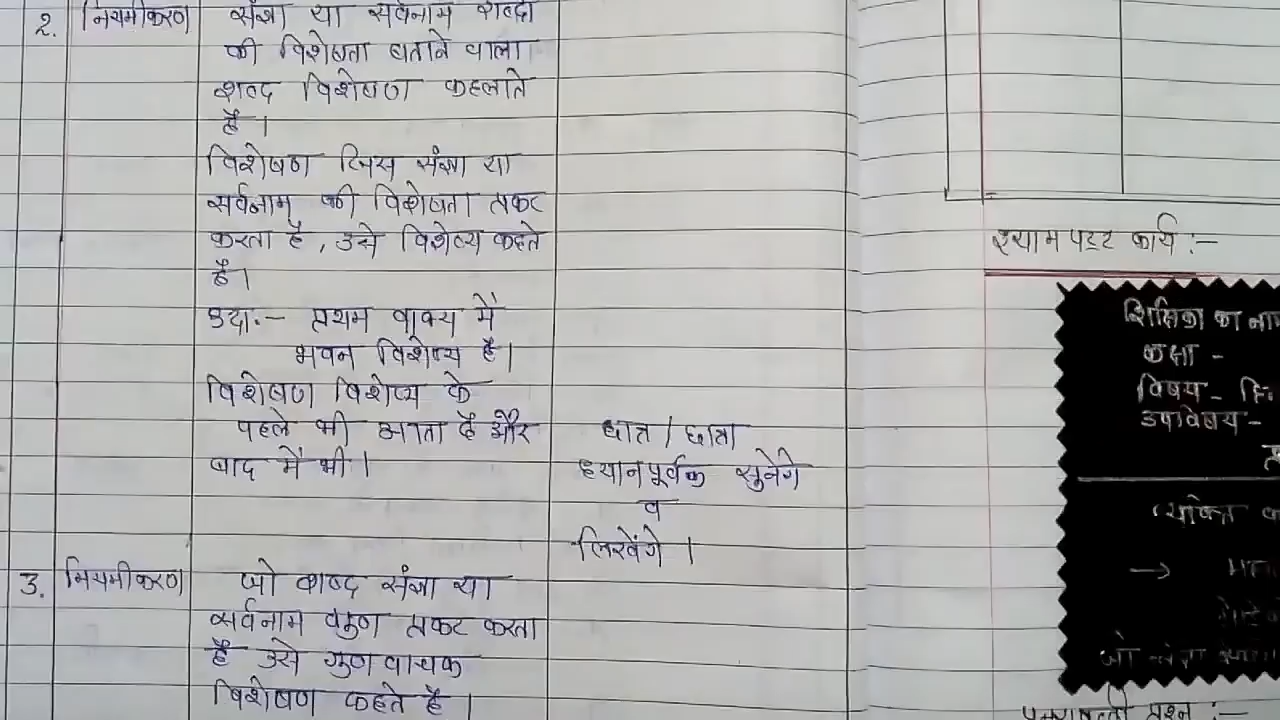 2. नियमीकरण संज्ञा या सर्वनाम शब्दो
की विशेषता बताने वाला
शब्द विशेषण कहलाते
है ।
विशेषण जिस संज्ञा या
सर्वनाम की विशेषता प्रकट
करता है , उसे विशेष्य कहते
है ।
उदा:- प्रथम वाक्य में
भवन विशेष्य है ।
विशेषण विशेष्य के
पहले भी आता है और
बाद में भी ।
छात्र / छात्रा
ध्यानपूर्वक सुनेगे
व
लिखेंगे ।
3. नियमीकरण जो शब्द संज्ञा या
सर्वनाम गुण प्रकट करता
है उसे गुणवाचक
विशेषण कहते है ।
श्यामपट्ट कार्य :-
शिक्षिका का
कक्षा -
विषय -
उपविषय -
→
जो
प्रश्न :-